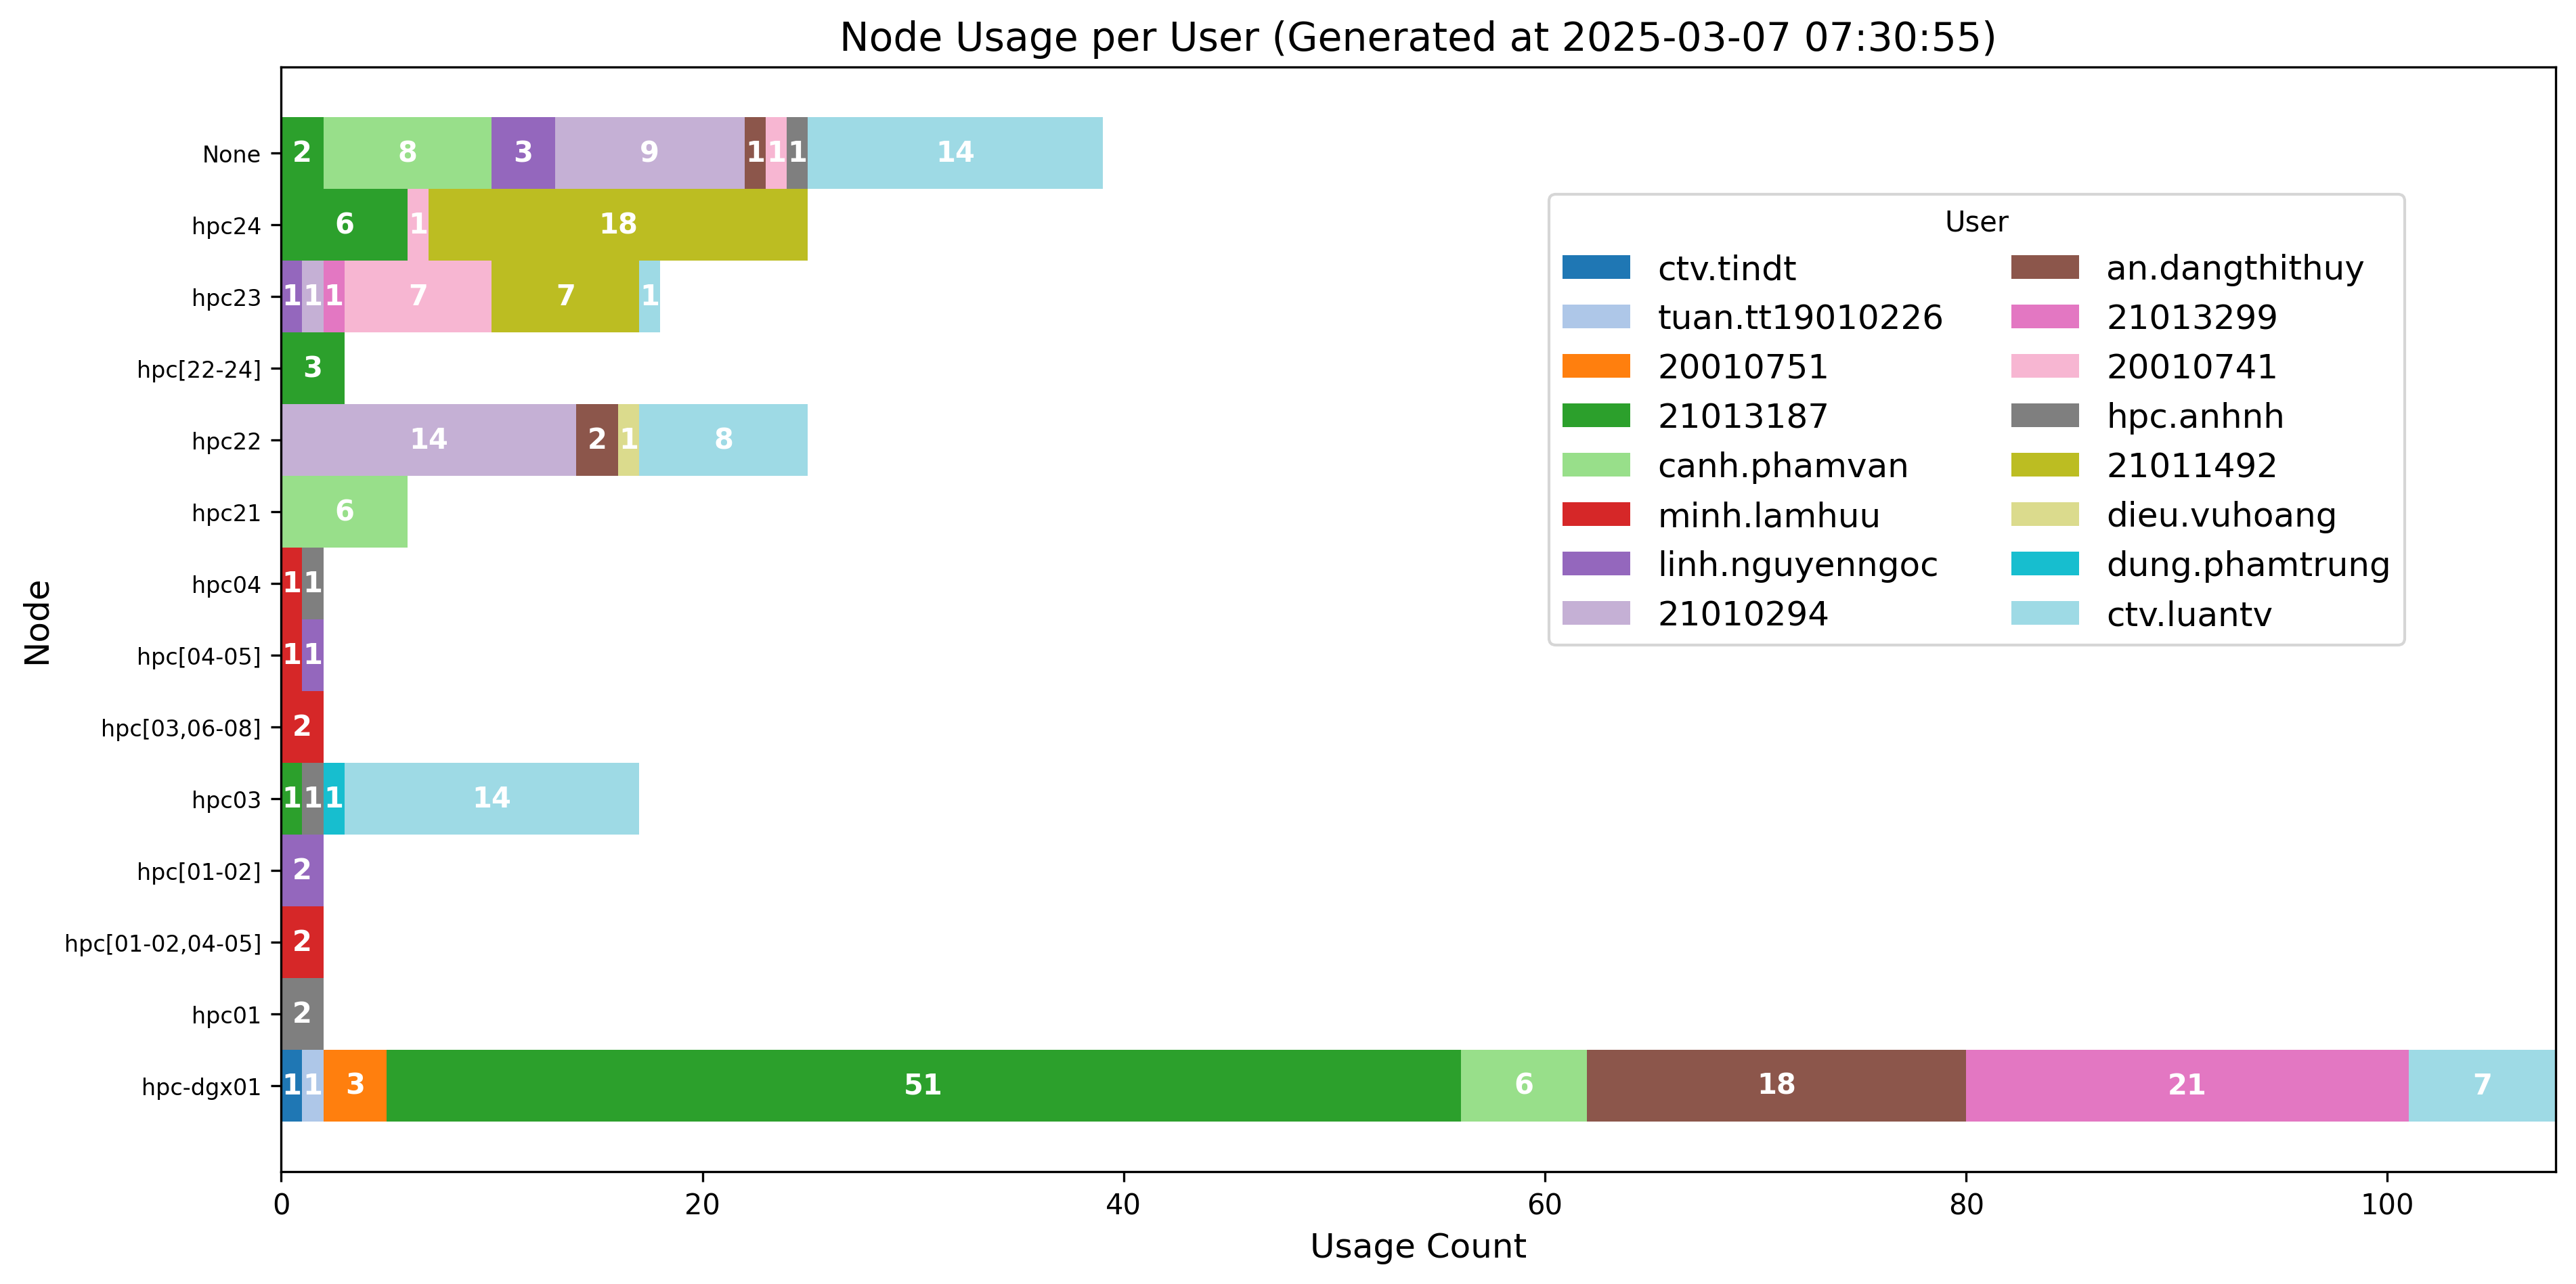 Node Usage per User (Generated at 2025-03-07 07:30:55)
None 2 8 3 9 1 1 1 14
hpc24 6 1 18
hpc23 1 1 1 7 7 1
hpc[22-24] 3
hpc22 14 2 1 8
hpc21 6
hpc04 1 1
hpc[04-05] 1 1
hpc[03,06-08] 2
hpc03 1 1 1 14
hpc[01-02] 2
hpc[01-02,04-05] 2
hpc01 2
hpc-dgx01 1 1 3 51 6 18 21 7
Node
0 20 40 60 80 100
Usage Count
User
ctv.tindt
tuan.tt19010226
20010751
21013187
canh.phamvan
minh.lamhuu
linh.nguyenngoc
21010294
an.dangthithuy
21013299
20010741
hpc.anhnh
21011492
dieu.vuhoang
dung.phamtrung
ctv.luantv